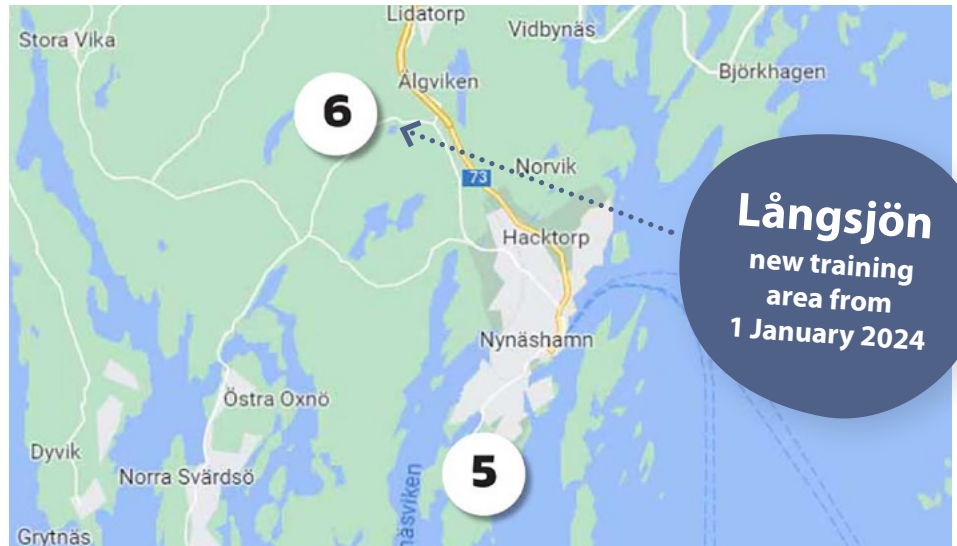 Lidatorp
Vidbynäs
Stora Vika
Björkhagen
Älgviken
6
Norvik
73
Långsjön
new training
area from
1 January 2024
Hacktorp
Nynäshamn
Östra Oxnö
Dyvik
5
Norra Svärdsö
Grytnäs